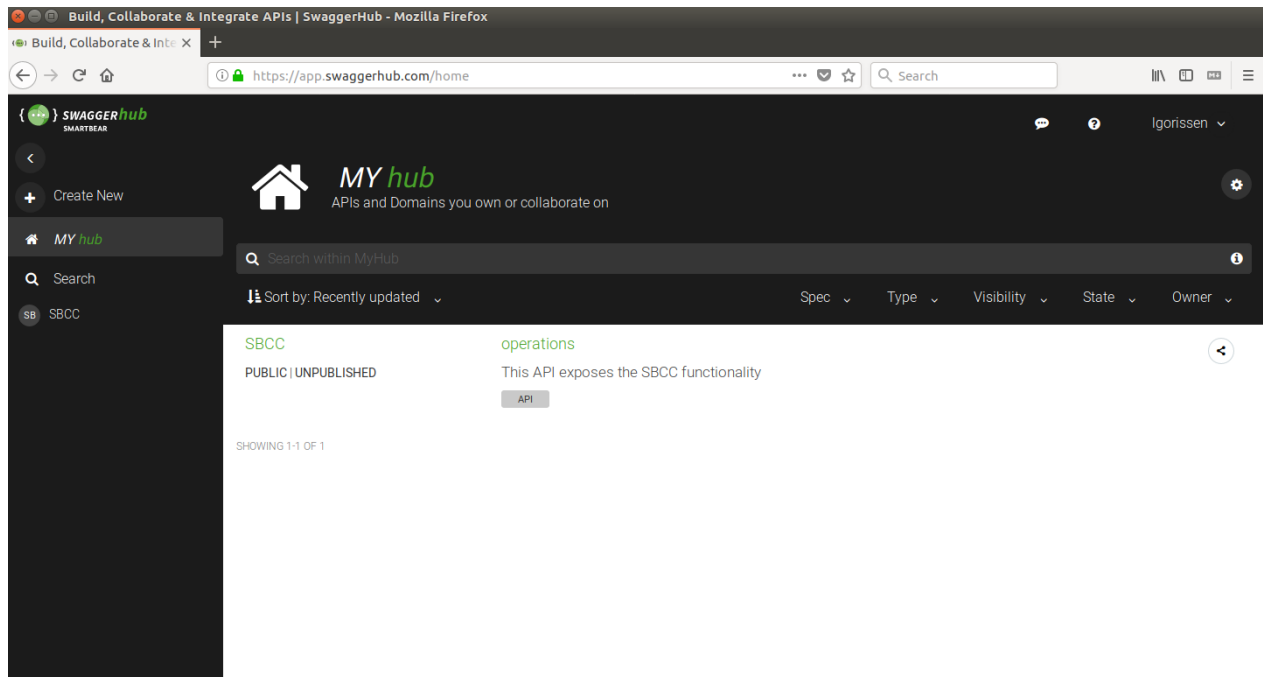 Build, Collaborate & Integrate APIs | SwaggerHub - Mozilla Firefox
Build, Collaborate & Inte
https://app.swaggerhub.com/home
Search
{ } SWAGGERhub
SMARTBEAR
Igorissen
Create New
MY hub
Search
SB SBCC
MY hub
APIs and Domains you own or collaborate on
Search within MyHub
Sort by: Recently updated Spec Type Visibility State Owner
SBCC operations
PUBLIC | UNPUBLISHED This API exposes the SBCC functionality
API
SHOWING 1-1 OF 1